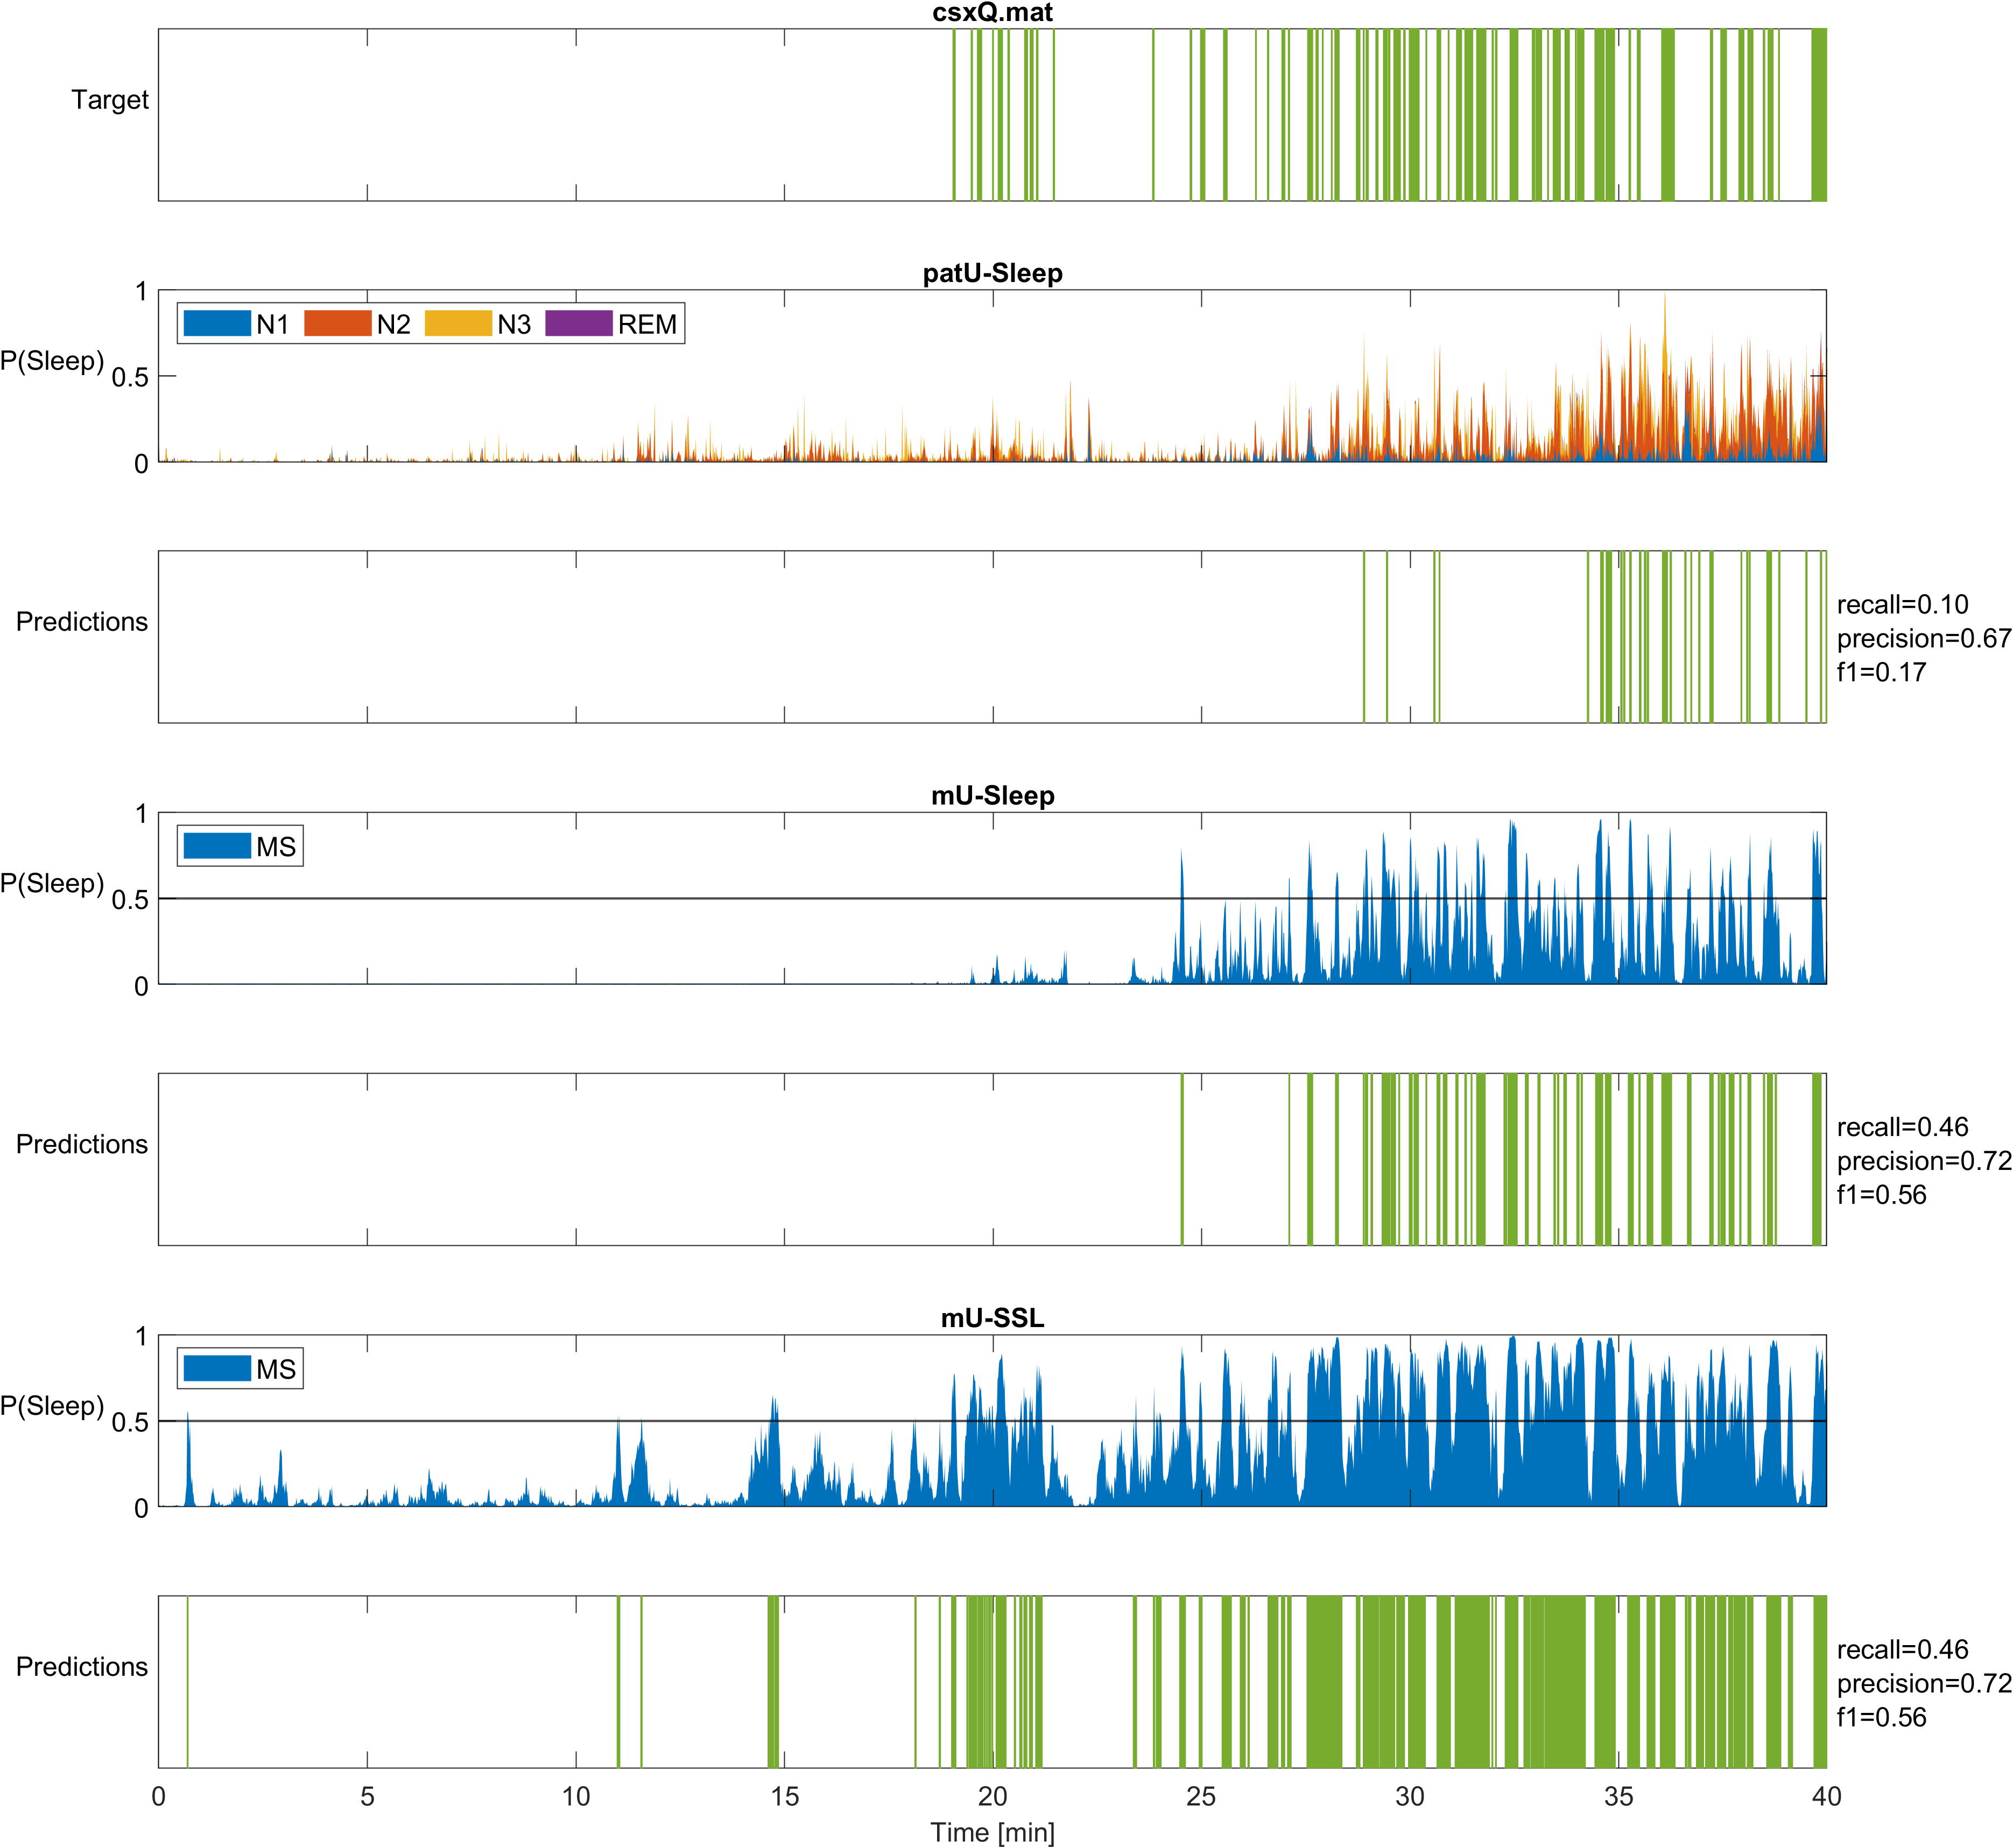 csxQ.mat
Target
patU-Sleep
1
N1 N2 N3 REM
P(Sleep)
0.5
0
Predictions
recall=0.10
precision=0.67
f1=0.17
mU-Sleep
1
MS
P(Sleep)
0.5
0
Predictions
recall=0.46
precision=0.72
f1=0.56
mU-SSL
1
MS
P(Sleep)
0.5
0
Predictions
recall=0.46
precision=0.72
f1=0.56
0 5 10 15 20 25 30 35 40
Time [min]